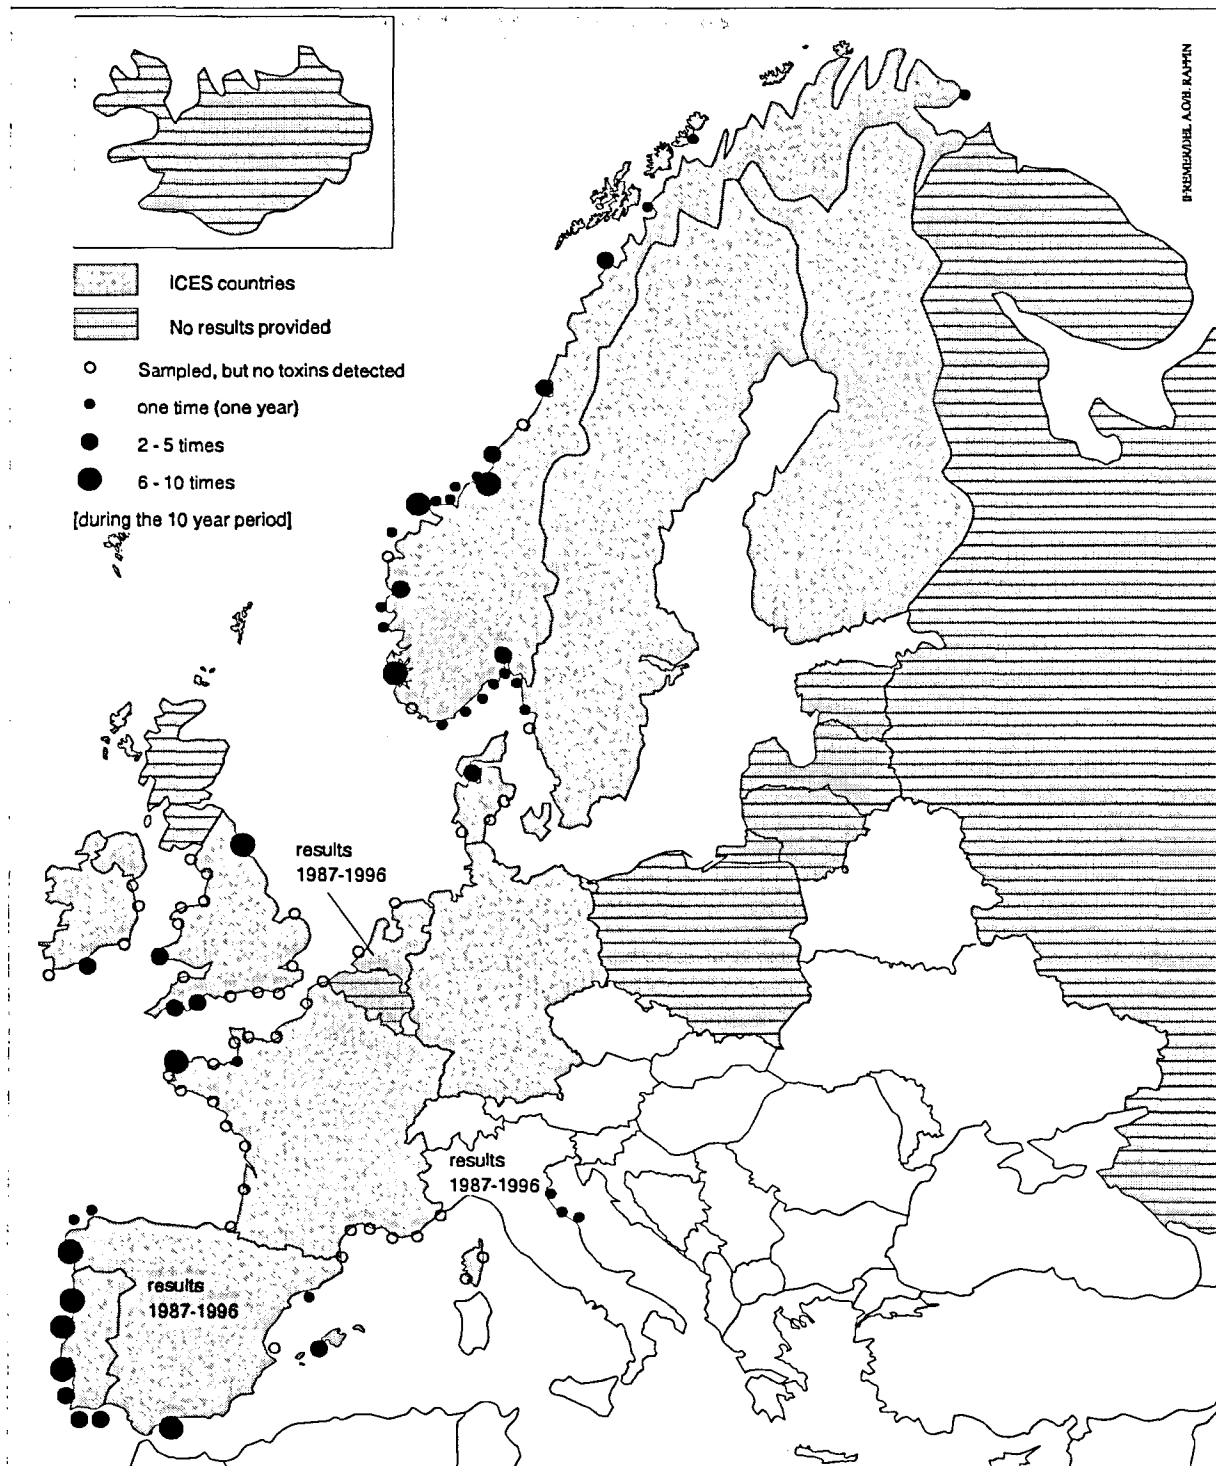 ICES countries
No results provided
Sampled, but no toxins detected
one time (one year)
2 - 5 times
6 - 10 times
[during the 10 year period]
results
1987-1996
results
1987-1996
results
1987-1996